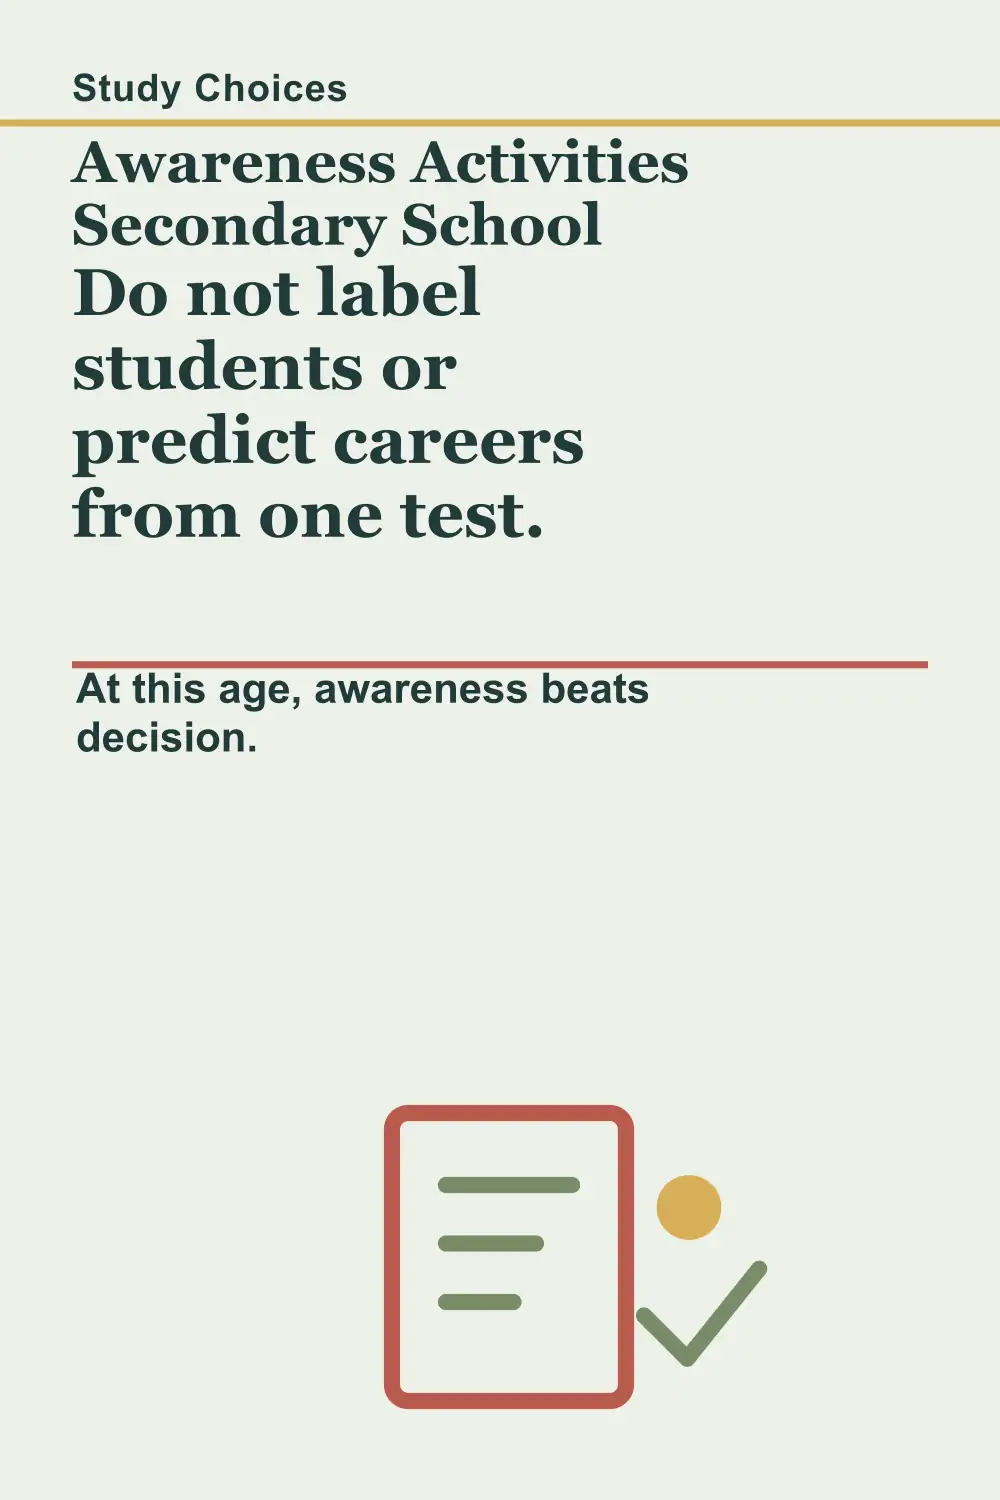 Study Choices
Awareness Activities
Secondary School
Do not label
students or
predict careers
from one test.
At this age, awareness beats
decision.